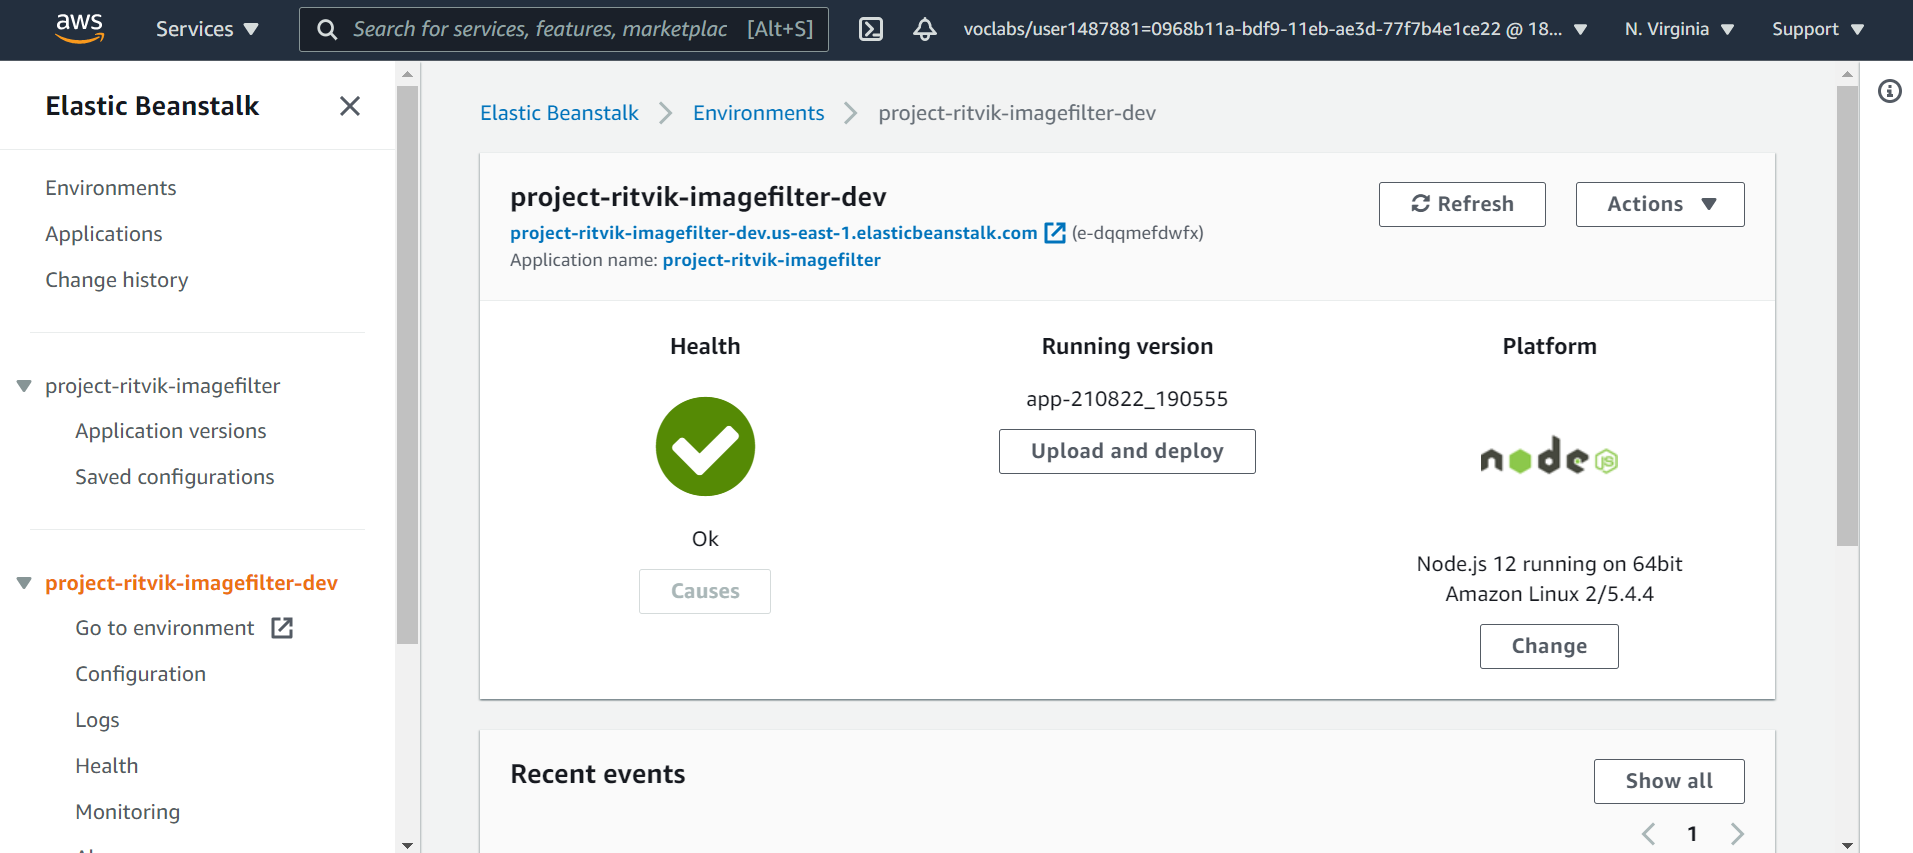 aws
Services
Search for services, features, marketplac [Alt+S]
voclabs/user1487881=0968b11a-bdf9-11eb-ae3d-77f7b4e1ce22 @ 18...
N. Virginia
Support
Elastic Beanstalk
Environments
Applications
Change history
project-ritvik-imagefilter
Application versions
Saved configurations
project-ritvik-imagefilter-dev
Go to environment
Configuration
Logs
Health
Monitoring
Elastic Beanstalk
Environments
project-ritvik-imagefilter-dev
project-ritvik-imagefilter-dev
project-ritvik-imagefilter-dev.us-east-1.elasticbeanstalk.com (e-dqqmefdwfx)
Application name: project-ritvik-imagefilter
Refresh
Actions
Health
Ok
Causes
Running version
app-210822_190555
Upload and deploy
Platform
node JS
Node.js 12 running on 64bit
Amazon Linux 2/5.4.4
Change
Recent events
Show all
1